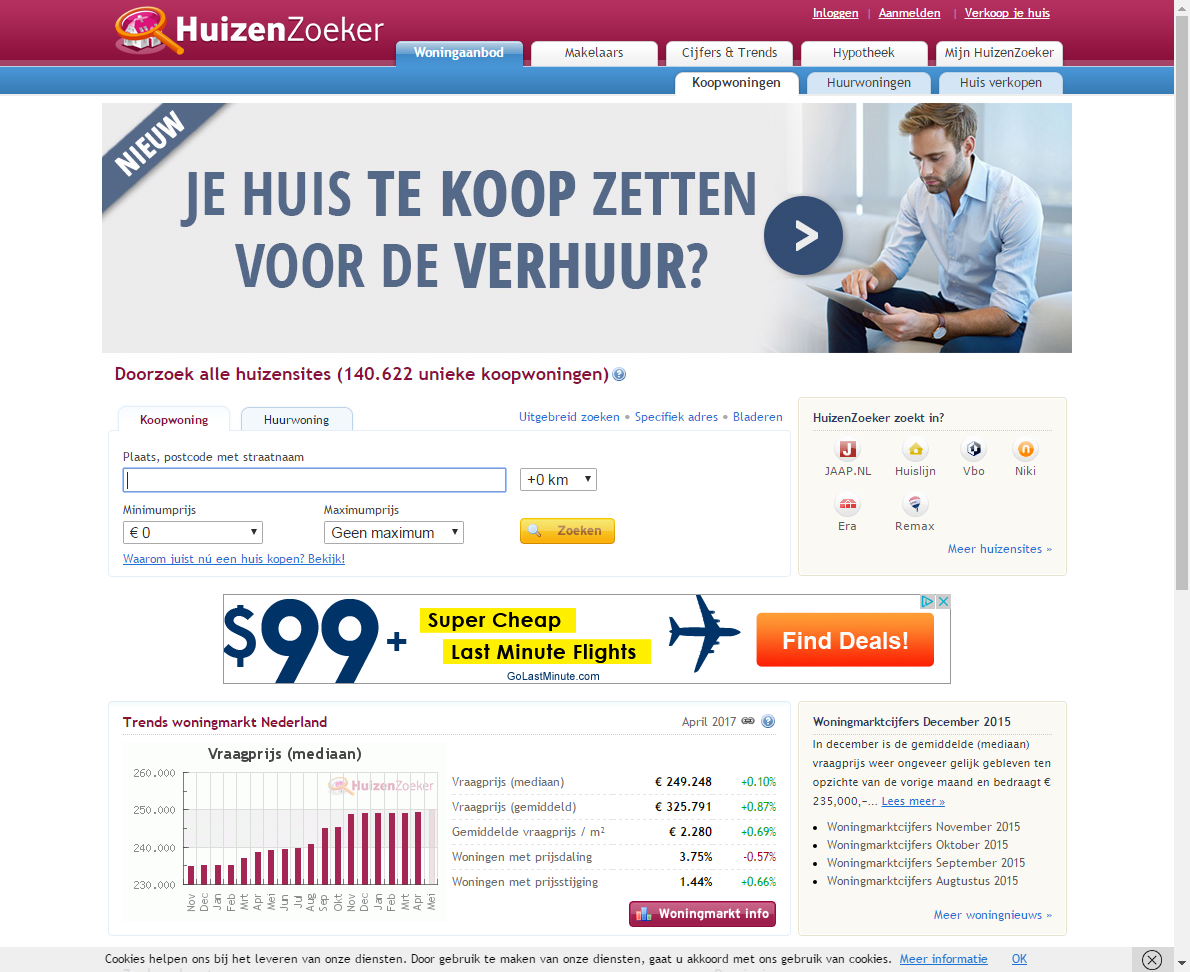 HuizenZoeker
Inloggen | Aanmelden | Verkoop je huis
Woningaanbod Makelaars Cijfers & Trends Hypotheek Mijn HuizenZoeker
Koopwoningen Huurwoningen Huis verkopen
NIEUW
JE HUIS TE KOOP ZETTEN
VOOR DE VERHUUR?
>
Doorzoek alle huizensites (140.622 unieke koopwoningen) ?
Koopwoning Huurwoning
Uitgebreid zoeken • Specifiek adres • Bladeren
Plaats, postcode met straatnaam
+0 km
Minimumprijs Maximumprijs
€ 0 Geen maximum Zoeken
Waarom juist nú een huis kopen? Bekijk!
HuizenZoeker zoekt in?
JAAP.NL Huislijn Vbo Niki
Era Remax
Meer huizensites »
$99+
Super Cheap
Last Minute Flights
GoLastMinute.com
Find Deals!
Trends woningmarkt Nederland
April 2017 ?
Vraagprijs (mediaan)
HuizenZoeker
260.000
250.000
240.000
230.000
Nov Dec Jan Feb Mrt Apr Mei Jun Jul Aug Sep Okt Nov Dec Jan Feb Mrt Apr Mei
Vraagprijs (mediaan) € 249.248 +0.10%
Vraagprijs (gemiddeld) € 325.791 +0.87%
Gemiddelde vraagprijs / m² € 2.280 +0.69%
Woningen met prijsdaling 3.75% -0.57%
Woningen met prijsstijging 1.44% +0.66%
Woningmarkt info
Woningmarktcijfers December 2015
In december is de gemiddelde (mediaan)
vraagprijs weer ongeveer gelijk gebleven ten
opzichte van de vorige maand en bedraagt €
235,000,-... Lees meer »
• Woningmarktcijfers November 2015
• Woningmarktcijfers Oktober 2015
• Woningmarktcijfers September 2015
• Woningmarktcijfers Augtustus 2015
Meer woningnieuws »
Cookies helpen ons bij het leveren van onze diensten. Door gebruik te maken van onze diensten, gaat u akkoord met ons gebruik van cookies. Meer informatie OK